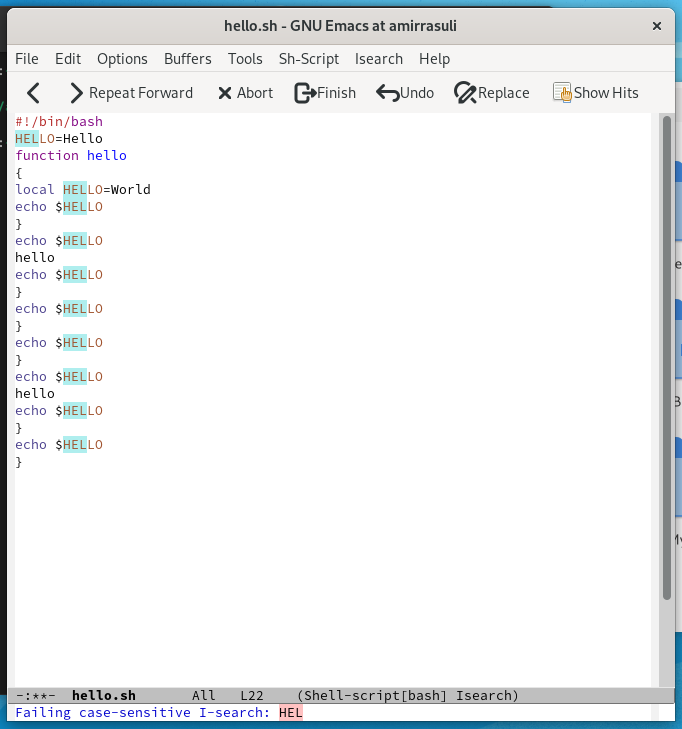 hello.sh - GNU Emacs at amirrasuli
File Edit Options Buffers Tools Sh-Script Isearch Help
Repeat Forward Abort Finish Undo Replace Show Hits
#!/bin/bash
HELLO=Hello
function hello
{
local HELLO=World
echo $HELLO
}
echo $HELLO
hello
echo $HELLO
}
echo $HELLO
}
echo $HELLO
}
echo $HELLO
hello
echo $HELLO
}
echo $HELLO
}
-:**- hello.sh All L22 (Shell-script[bash] Isearch)
Failing case-sensitive I-search: HEL